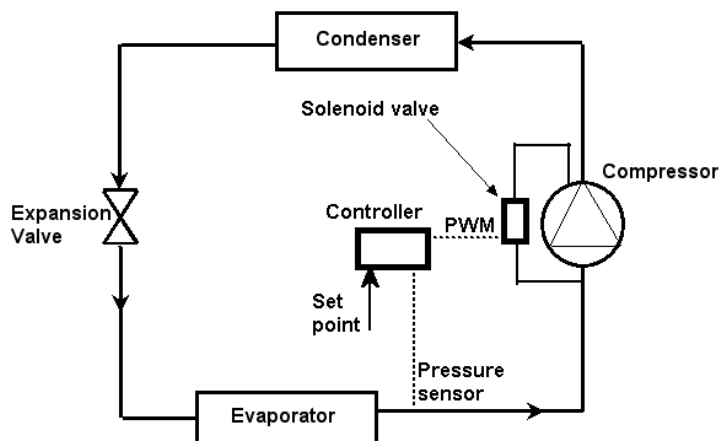 Condenser
Solenoid valve
Compressor
Expansion
Valve
Controller
PWM
Set
point
Pressure
sensor
Evaporator